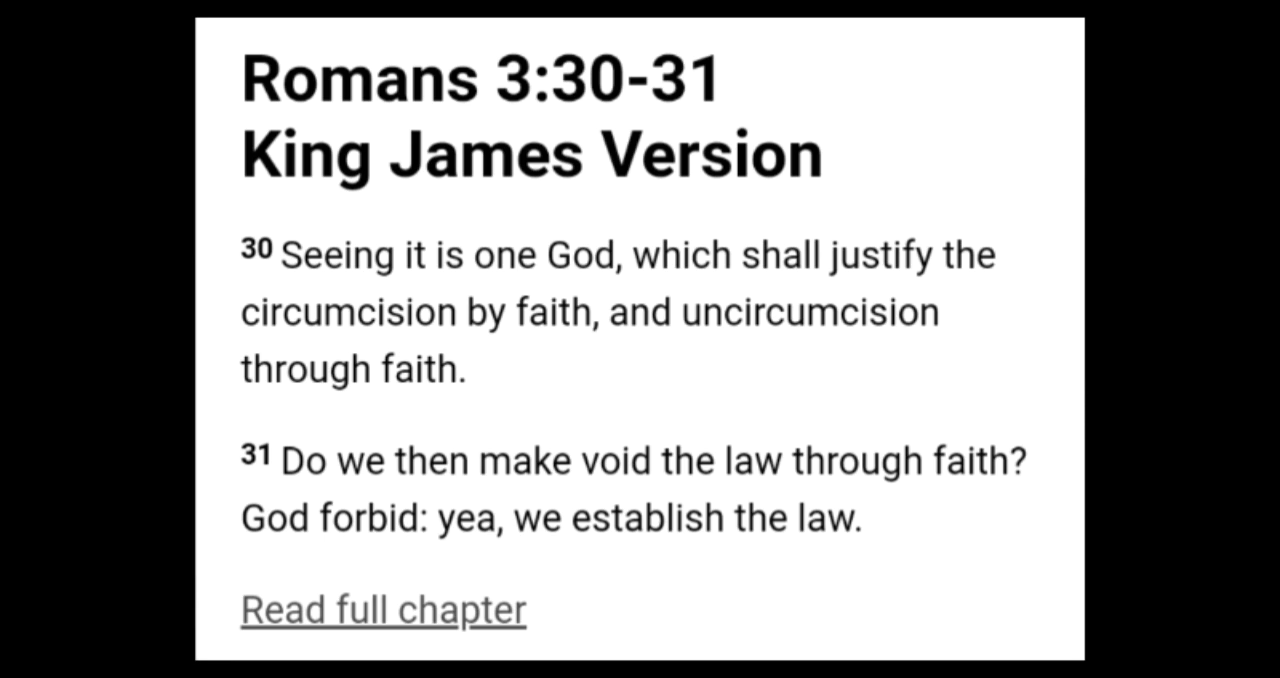 Romans 3:30-31
King James Version
30 Seeing it is one God, which shall justify the
circumcision by faith, and uncircumcision
through faith.
31 Do we then make void the law through faith?
God forbid: yea, we establish the law.
Read full chapter